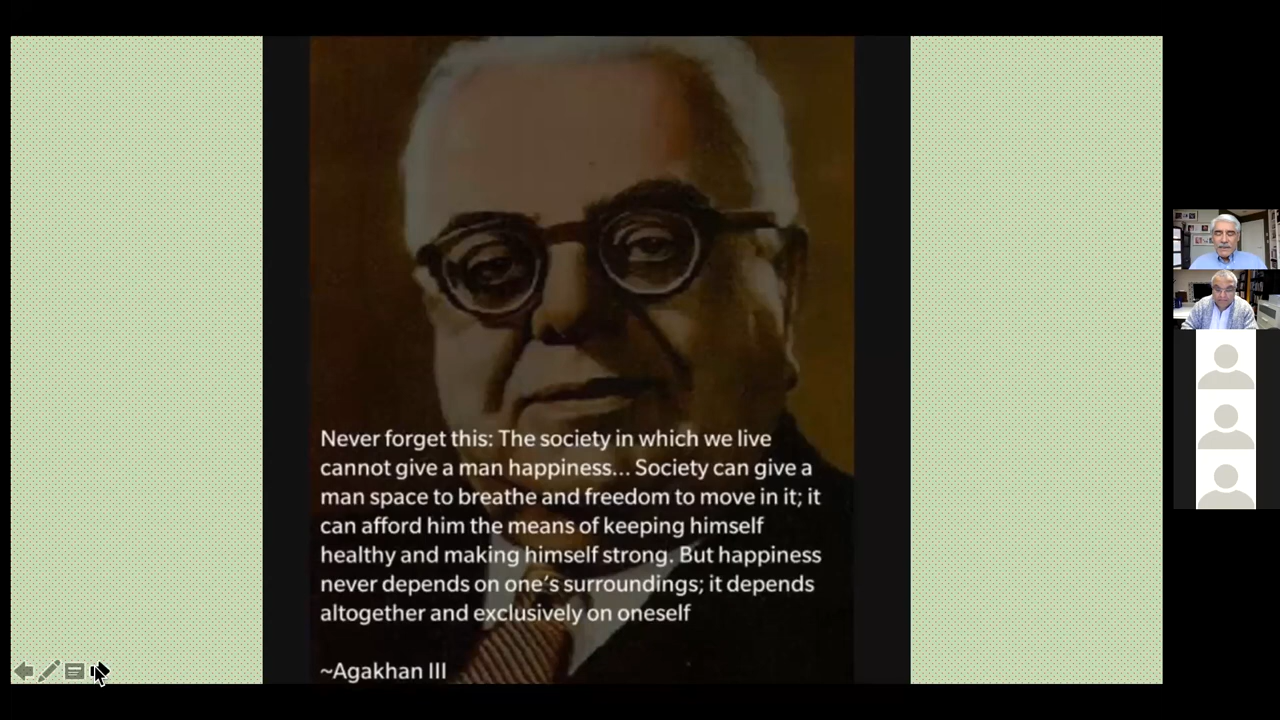 Never forget this: The society in which we live
cannot give a man happiness... Society can give a
man space to breathe and freedom to move in it; it
can afford him the means of keeping himself
healthy and making himself strong. But happiness
never depends on one's surroundings; it depends
altogether and exclusively on oneself
~Agakhan III